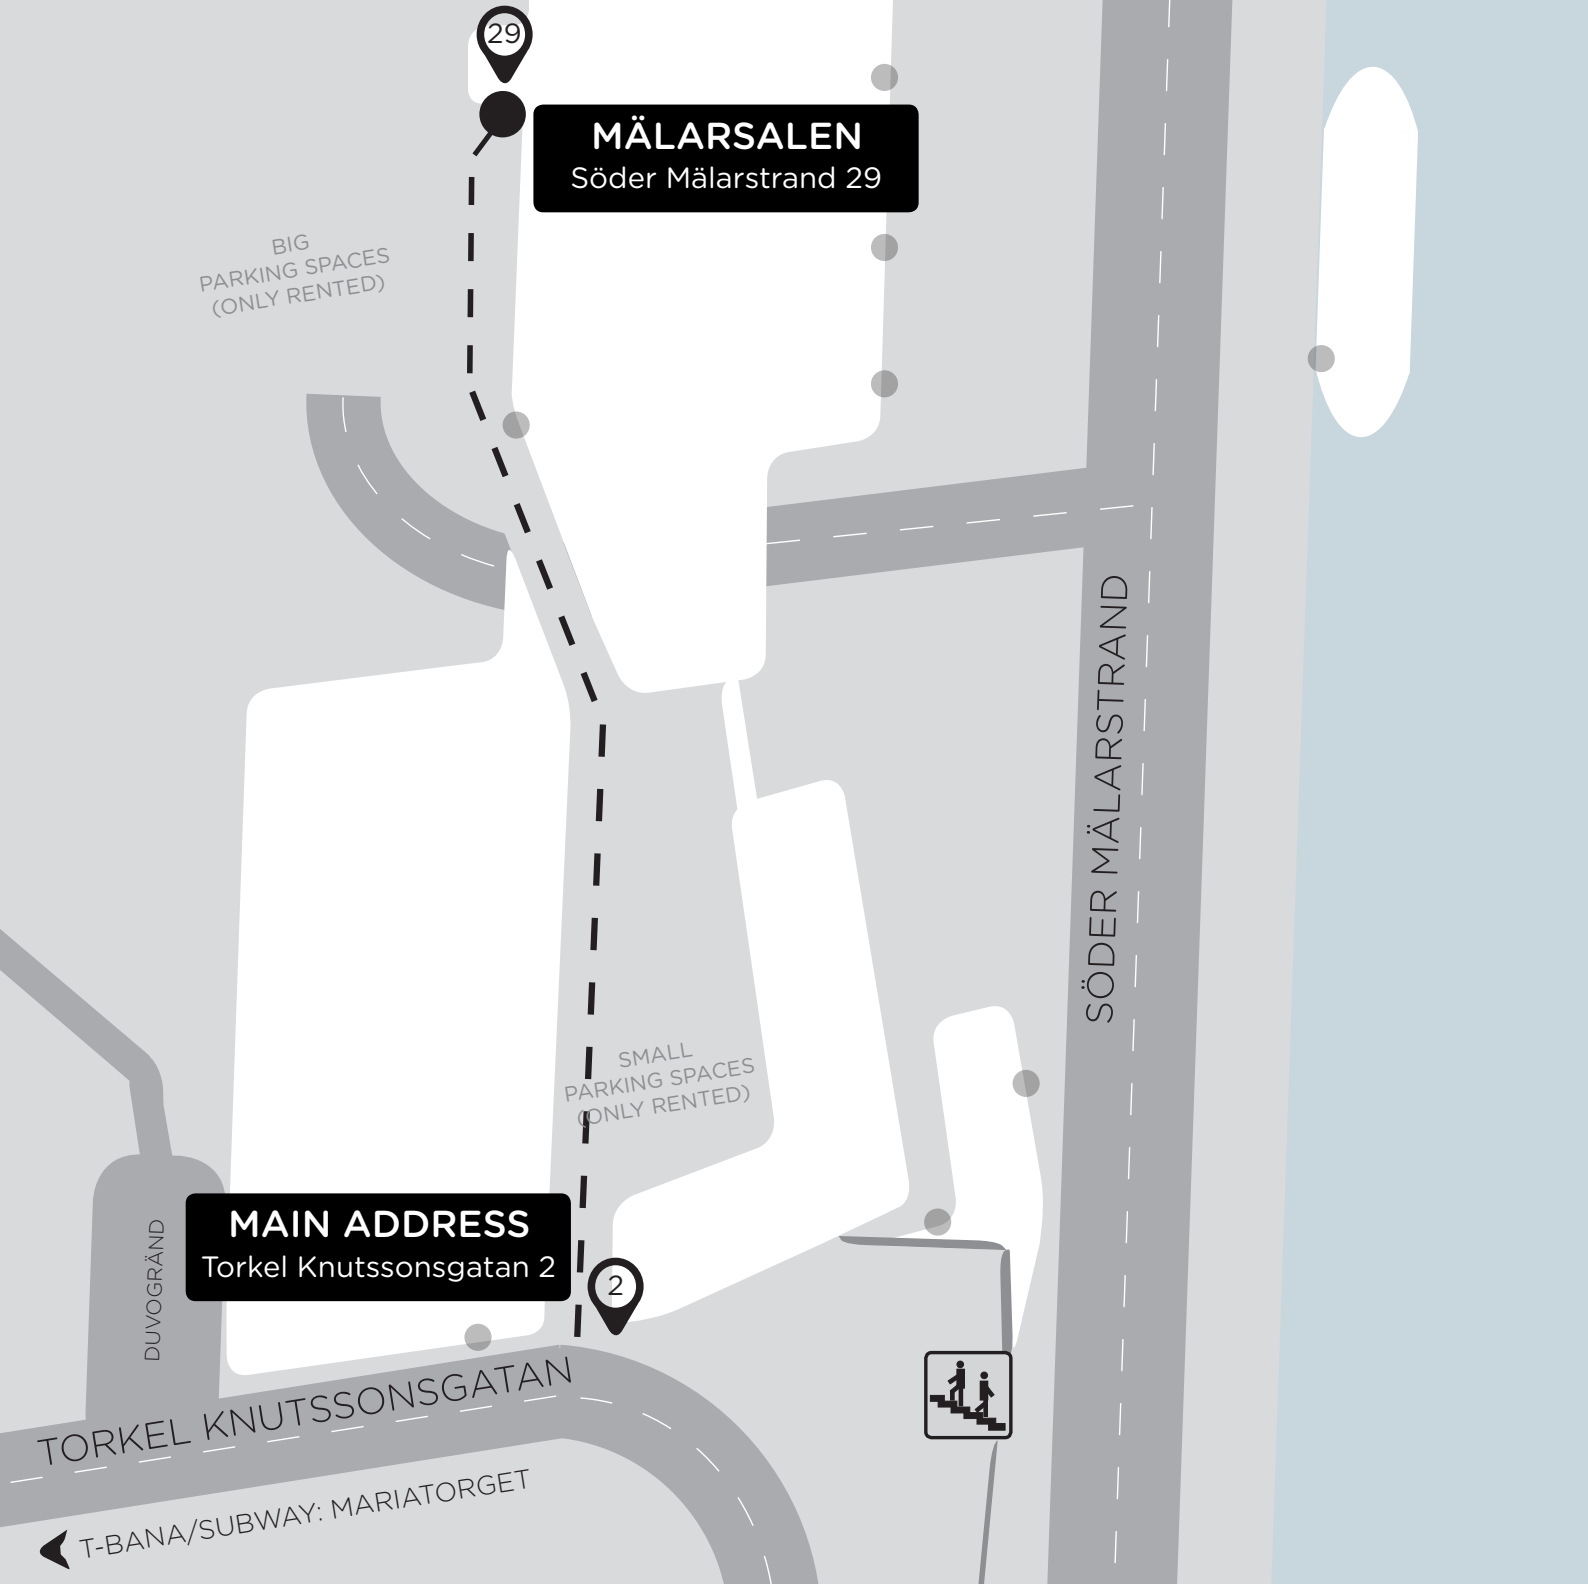 29
MÄLARSALEN
Söder Mälarstrand 29
BIG
PARKING SPACES
(ONLY RENTED)
SÖDER MÄLARSTRAND
SMALL
PARKING SPACES
(ONLY RENTED)
MAIN ADDRESS
Torkel Knutssonsgatan 2
2
DUVOGRÄND
TORKEL KNUTSSONSGATAN
T-BANA/SUBWAY: MARIATORGET